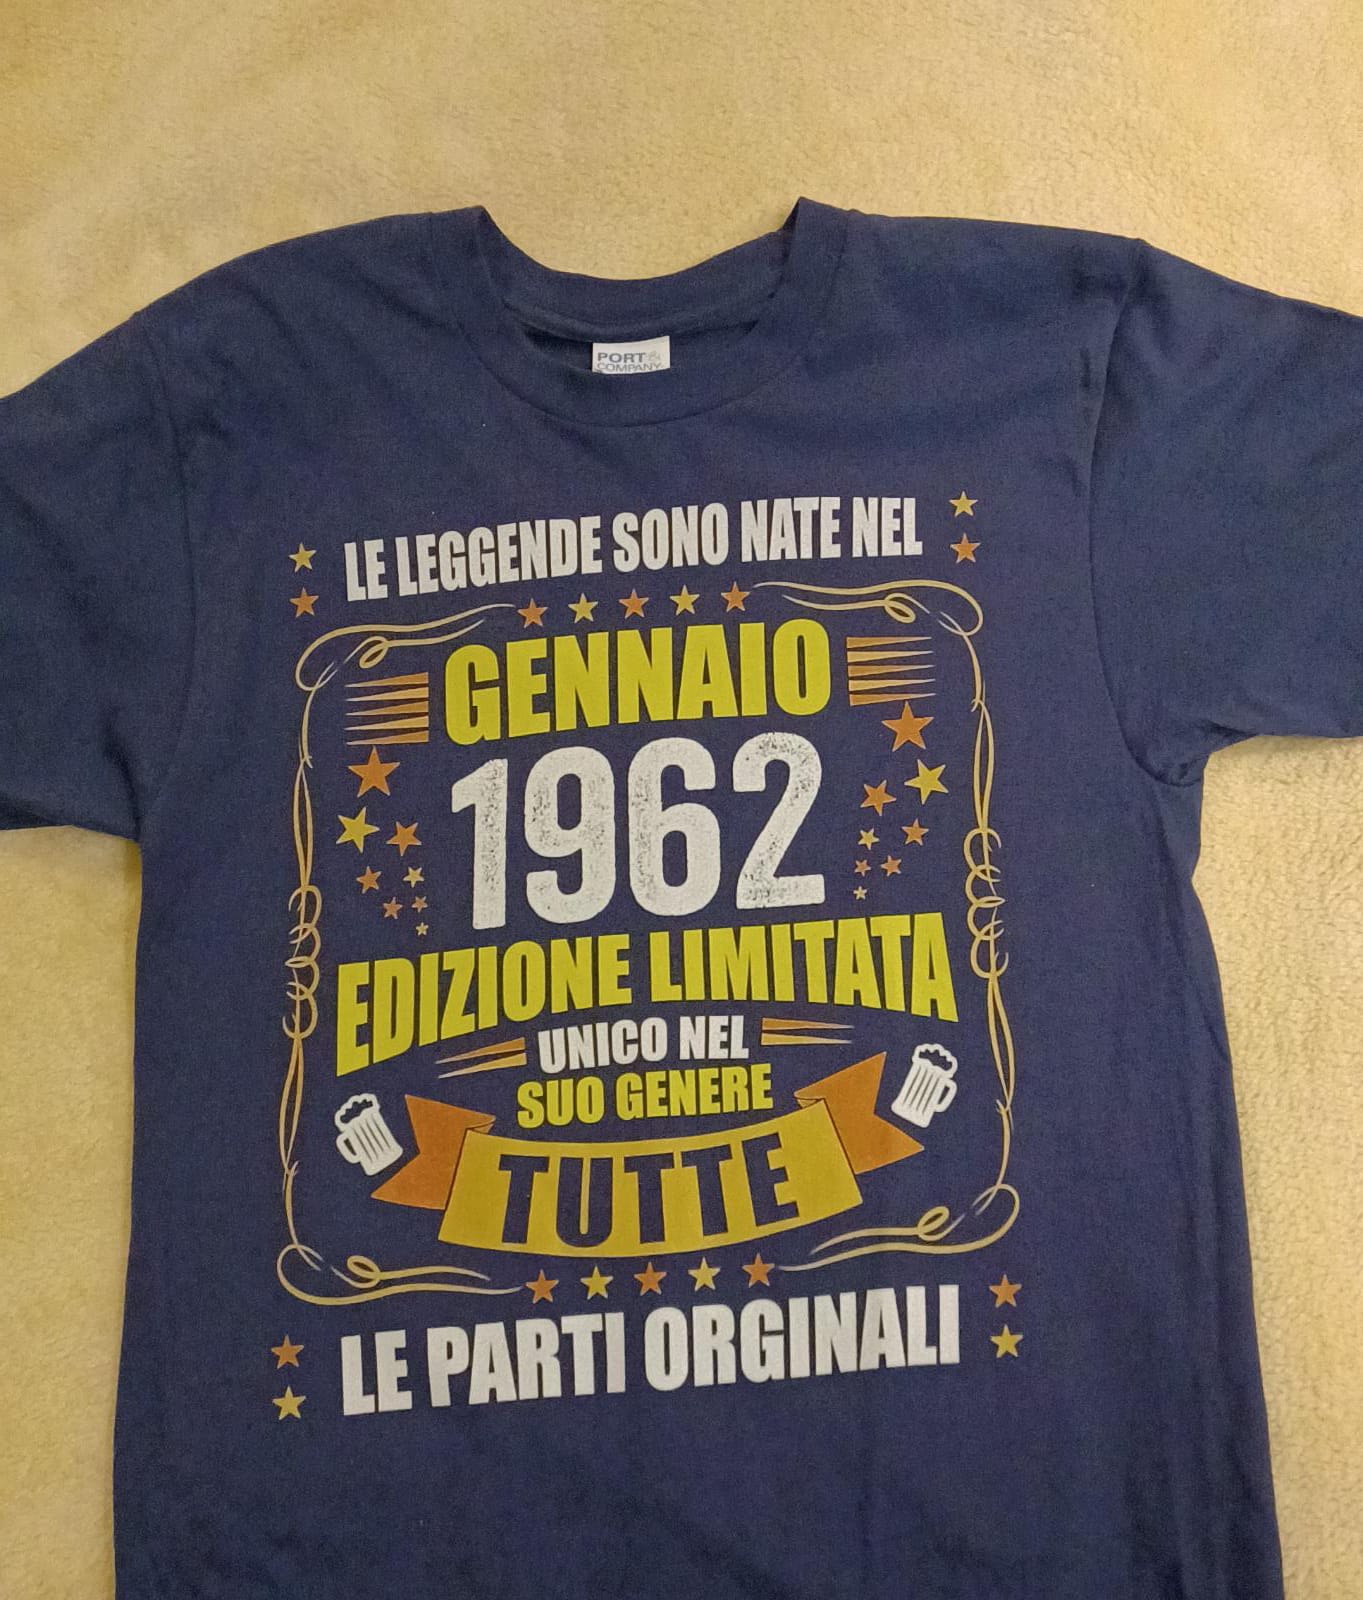 PORT &
COMPANY
LE LEGGENDE SONO NATE NEL
GENNAIO
1962
EDIZIONE LIMITATA
UNICO NEL
SUO GENERE
TUTTE
LE PARTI ORGINALI